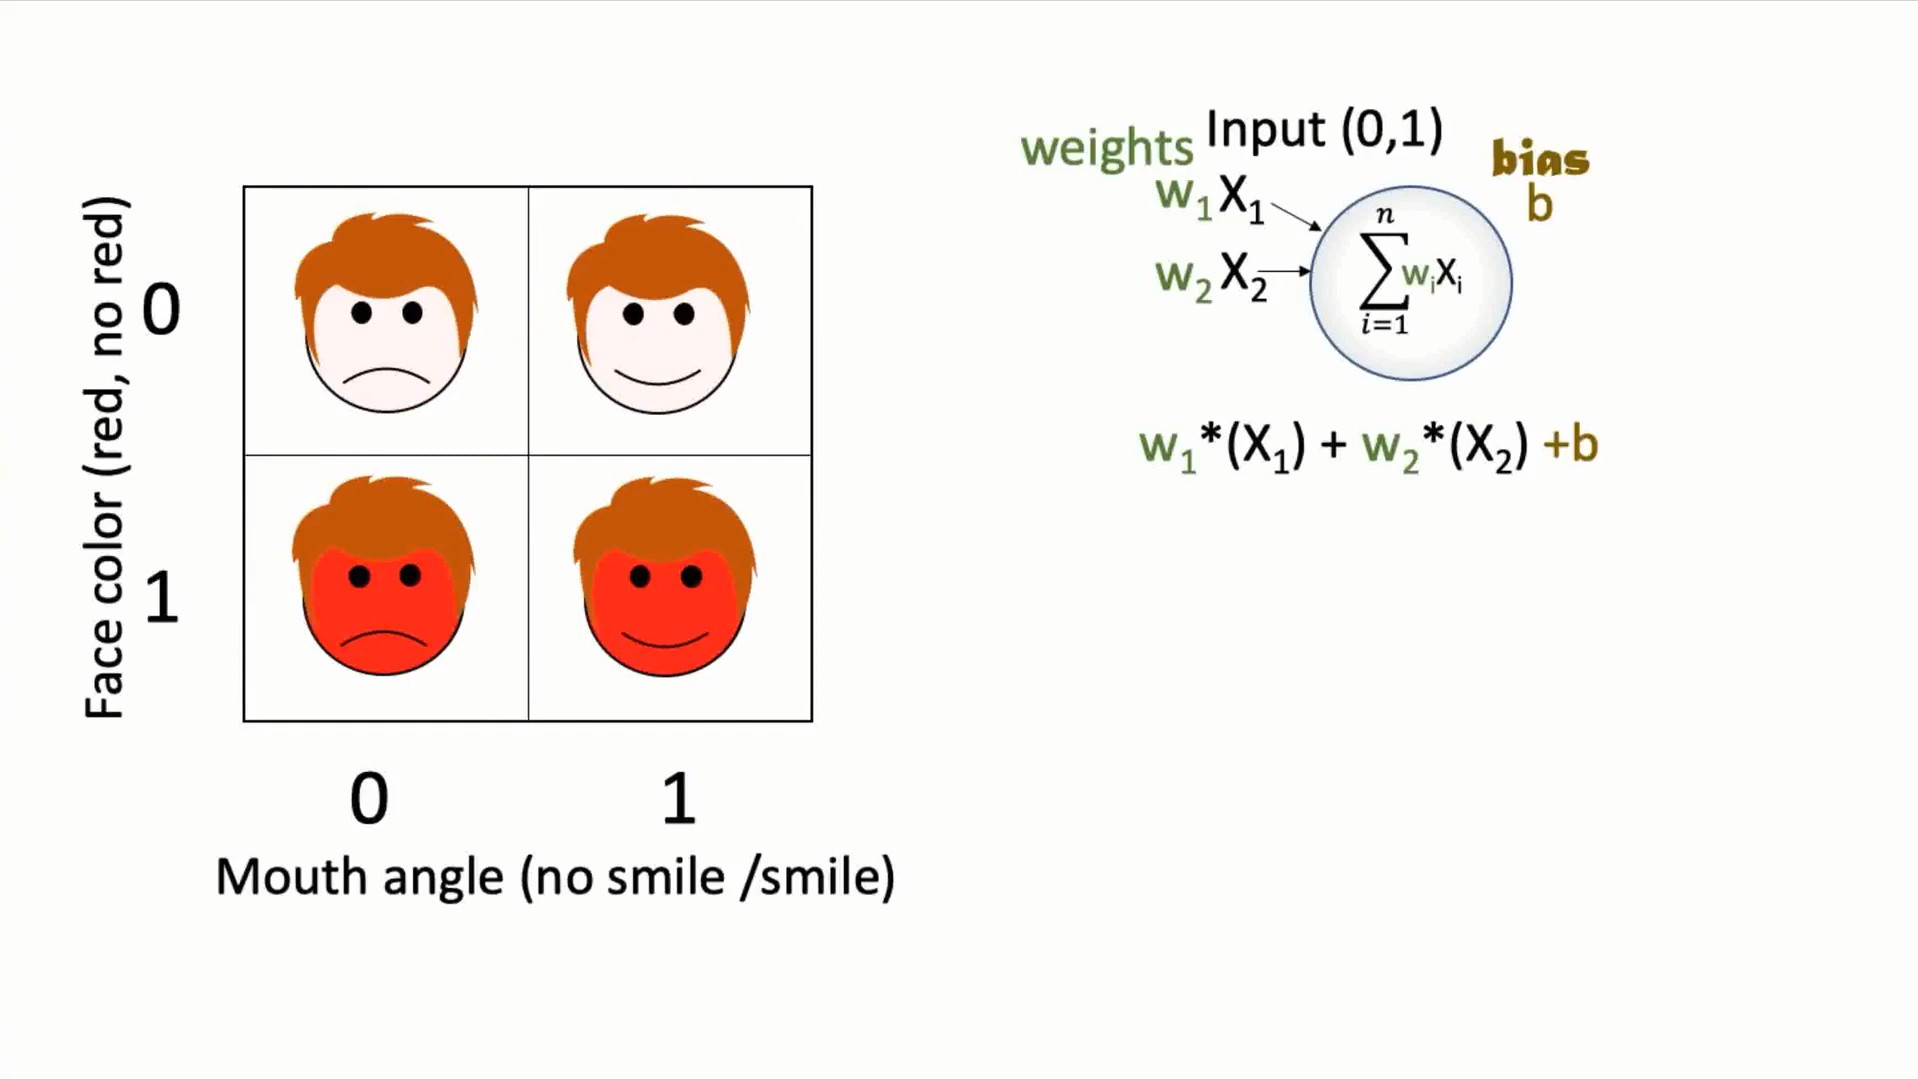 Face color (red, no red)
0
1
0 1
Mouth angle (no smile /smile)
weights Input (0,1)
bias
b
w₁X₁
w₂X₂
n
∑wᵢXᵢ
i=1
w₁*(X₁) + w₂*(X₂) +b